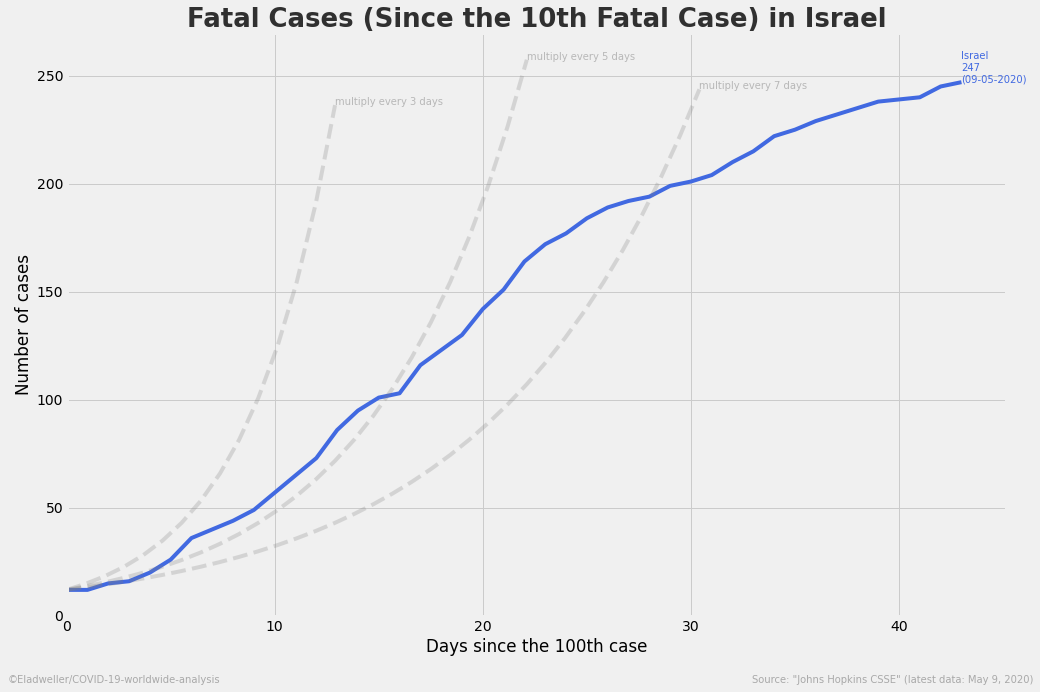 Fatal Cases (Since the 10th Fatal Case) in Israel
250
200
150
100
50
0
Number of cases
multiply every 3 days
multiply every 5 days
multiply every 7 days
Israel
247
(09-05-2020)
0
10
20
30
40
Days since the 100th case
©Eladweller/COVID-19-worldwide-analysis
Source: "Johns Hopkins CSSE" (latest data: May 9, 2020)